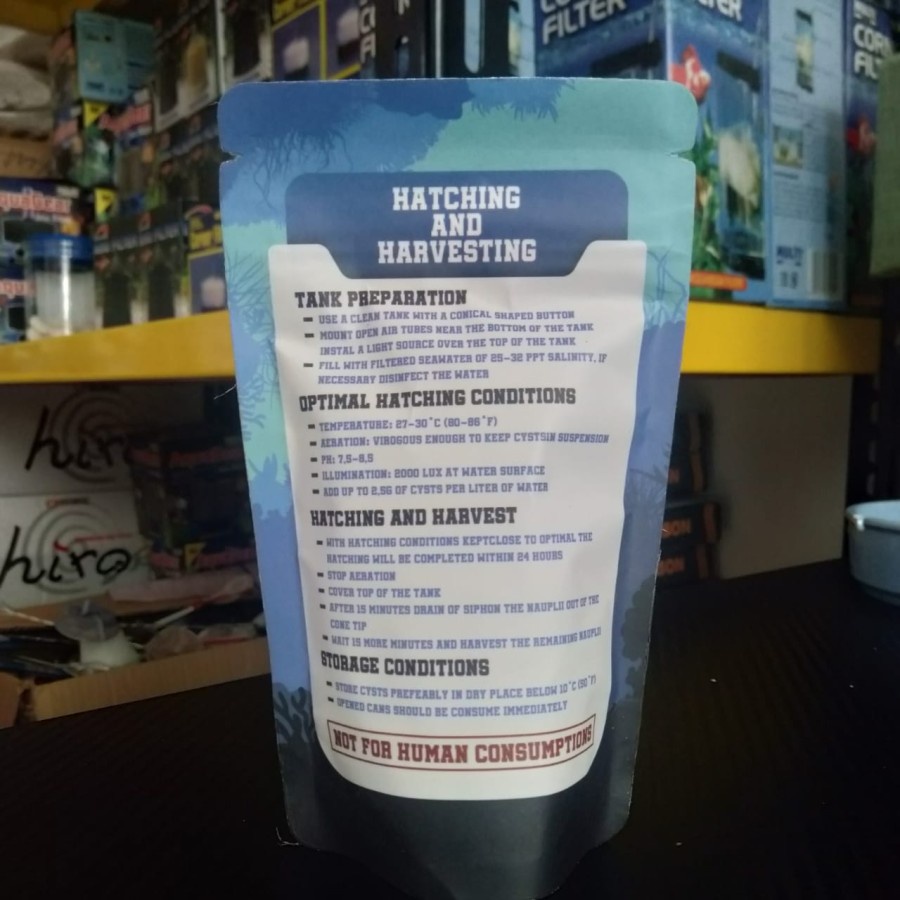 FILTER
FILTER
COR
hiro
hiro
HATCHING
AND
HARVESTING
TANK PREPARATION
- USE A CLEAN TANK WITH A CONICAL SHAPED BUTTON
- MOUNT OPEN AIR TUBES NEAR THE BOTTOM OF THE TANK
INSTAL A LIGHT SOURCE OVER THE TOP OF THE TANK
- FILL WITH FILTERED SEAWATER OF 25-32 PPT SALINITY, IF
NECESSARY DISINFECT THE WATER
OPTIMAL HATCHING CONDITIONS
- TEMPERATURE: 27-30°C (80-86°F)
- AERATION: VIROGOUS ENOUGH TO KEEP CYSTSIN SUSPENSION
- PH: 7,5-8,5
- ILLUMINATION: 2000 LUX AT WATER SURFACE
- ADD UP TO 2,5G OF CYSTS PER LITER OF WATER
HATCHING AND HARVEST
- WITH HATCHING CONDITIONS KEPTCLOSE TO OPTIMAL THE
HATCHING WILL BE COMPLETED WITHIN 24 HOURS
- STOP AERATION
- COVER TOP OF THE TANK
- AFTER 15 MINUTES DRAIN OF SIPHON THE NAUPLII OUT OF THE
CONE TIP
- WAIT 15 MORE MINUTES AND HARVEST THE REMAINING NAUPLII
STORAGE CONDITIONS
- STORE CYSTS PREFEABLY IN DRY PLACE BELOW 10°C (50°F)
- OPENED CANS SHOULD BE CONSUME IMMEDIATELY
NOT FOR HUMAN CONSUMPTIONS